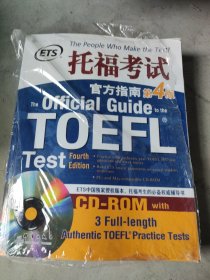 The People Who Make the Test!
ETS
托福考试
官方指南 第4版
The Official Guide to the
TOEFL®
Test
Fourth
Edition
ETS中国独家授权版本，托福考生的必备权威辅导书
CD-ROM with
3 Full-length
Authentic TOEFL® Practice Tests